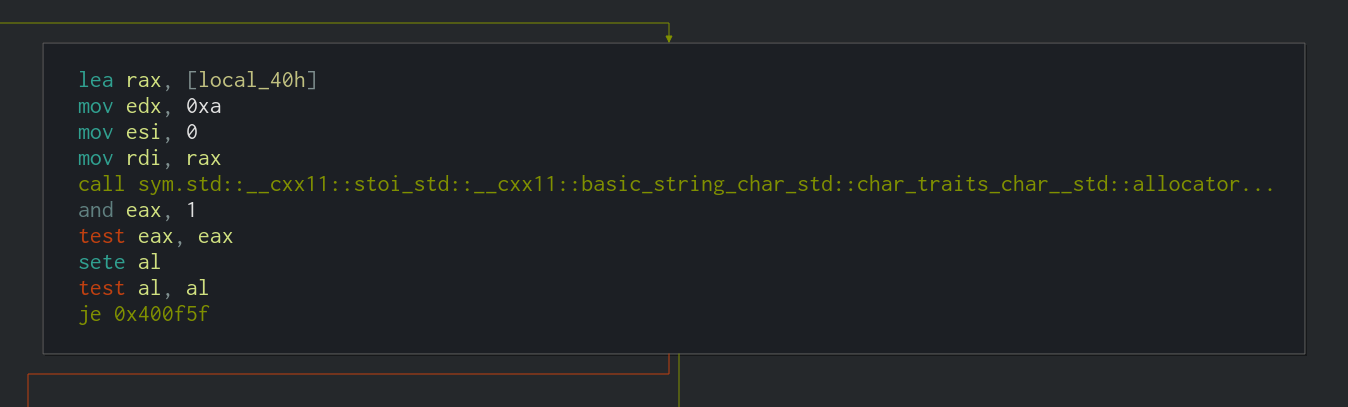 lea rax, [local_40h]
mov edx, 0xa
mov esi, 0
mov rdi, rax
call sym.std::__cxx11::stoi_std::__cxx11::basic_string_char_std::char_traits_char__std::allocator...
and eax, 1
test eax, eax
sete al
test al, al
je 0x400f5f